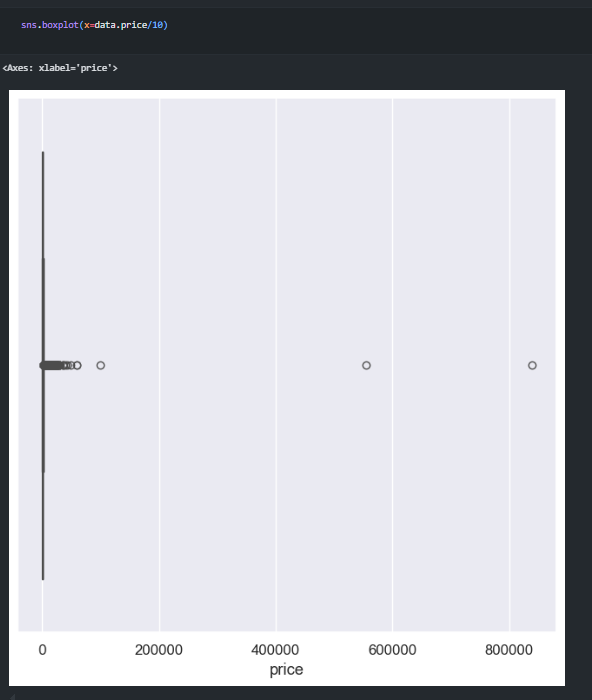 sns.boxplot(x=data.price/10)
<Axes: xlabel='price'>
0 200000 400000 600000 800000
price